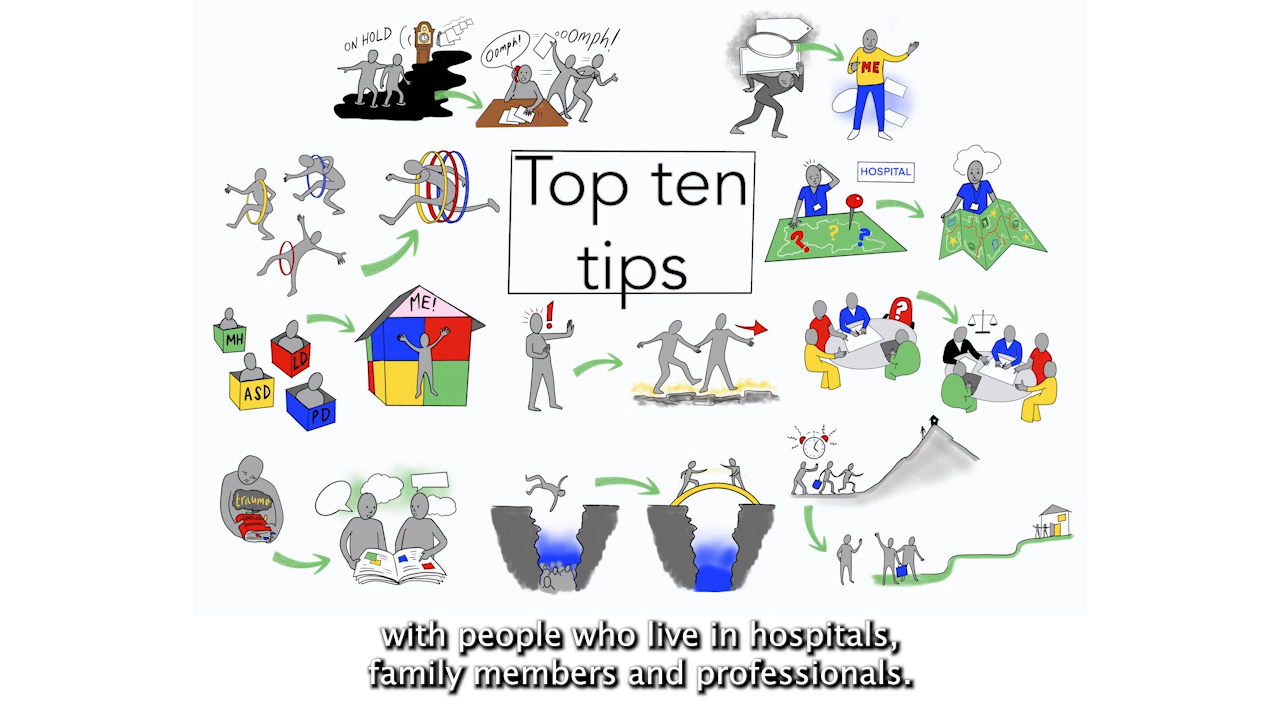 ON HOLD
Oomph!
Oomph!
ME
Top ten
tips
HOSPITAL
?
?
?
ME!
!
?
MH
LD
ASD
PD
trauma
with people who live in hospitals,
family members and professionals.